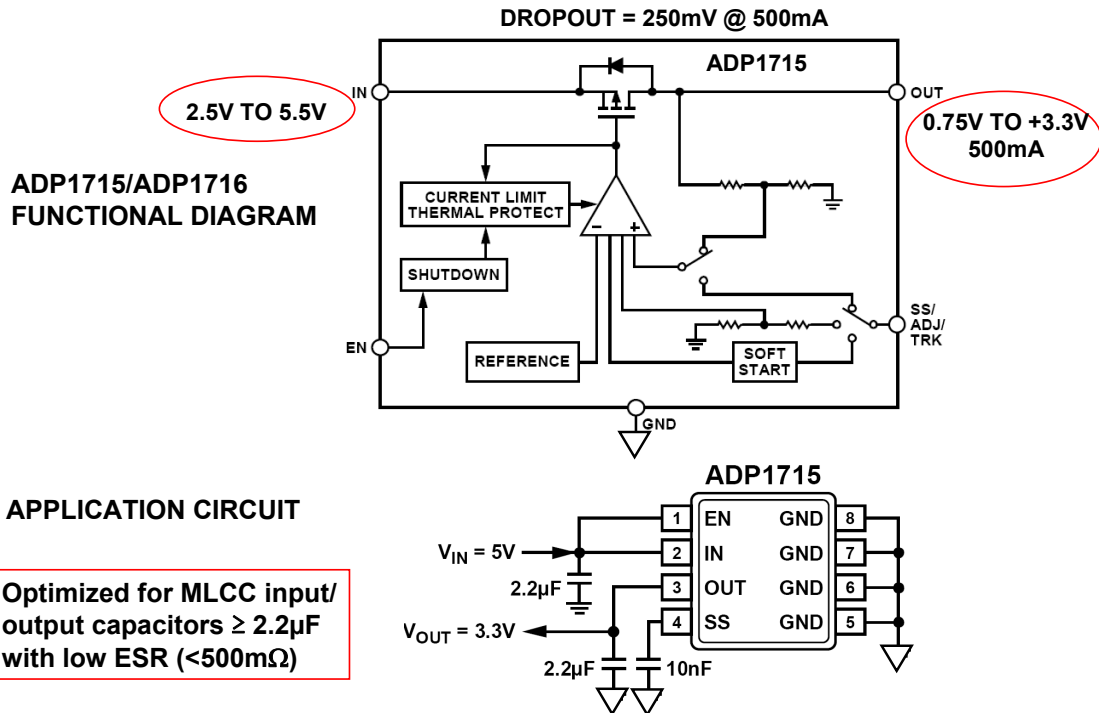 DROPOUT = 250mV @ 500mA
ADP1715
IN
OUT
2.5V TO 5.5V
0.75V TO +3.3V
500mA
ADP1715/ADP1716
FUNCTIONAL DIAGRAM
CURRENT LIMIT
THERMAL PROTECT
– +
SHUTDOWN
SS/
ADJ/
TRK
EN
REFERENCE
SOFT
START
GND
ADP1715
APPLICATION CIRCUIT
1 EN GND 8
VIN = 5V
2 IN GND 7
2.2µF
3 OUT GND 6
VOUT = 3.3V
4 SS GND 5
2.2µF
10nF
Optimized for MLCC input/
output capacitors ≥ 2.2µF
with low ESR (<500mΩ)